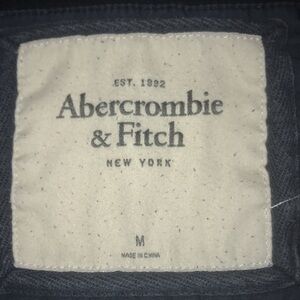 EST. 1892
Abercrombie
& Fitch
NEW YORK
M
MADE IN CHINA